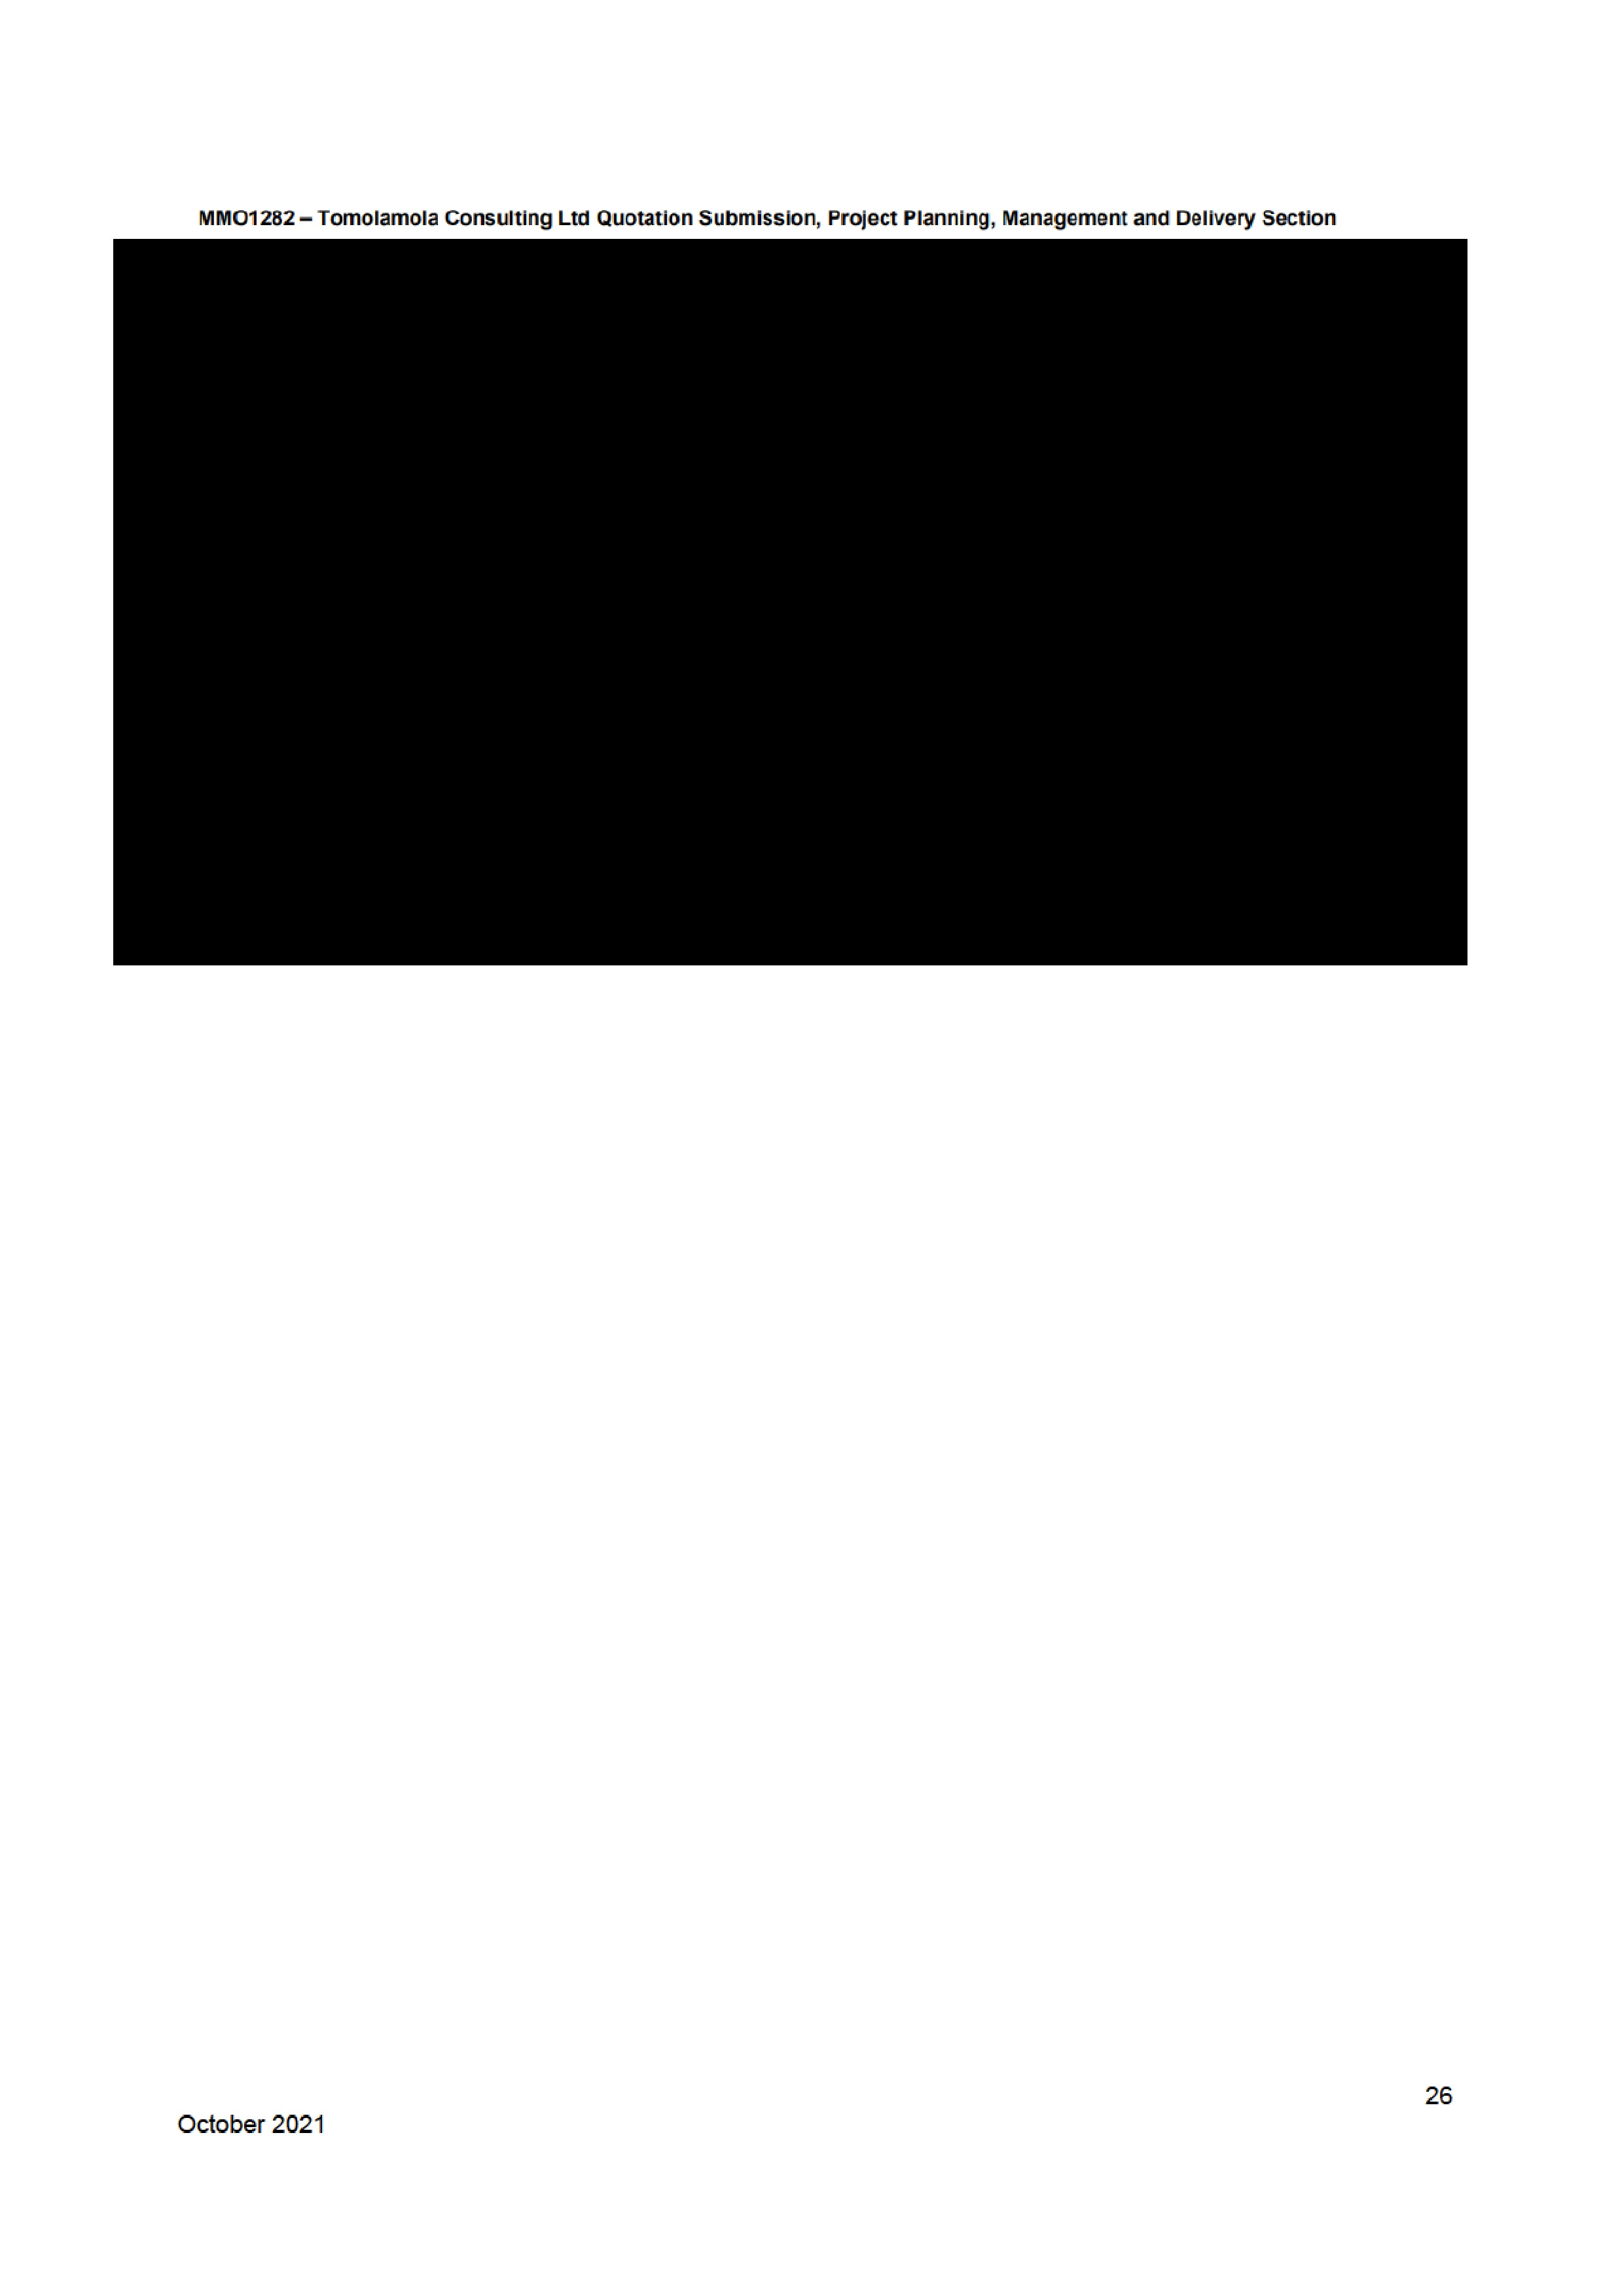 MMO1282 – Tomolamola Consulting Ltd Quotation Submission, Project Planning, Management and Delivery Section
26
October 2021